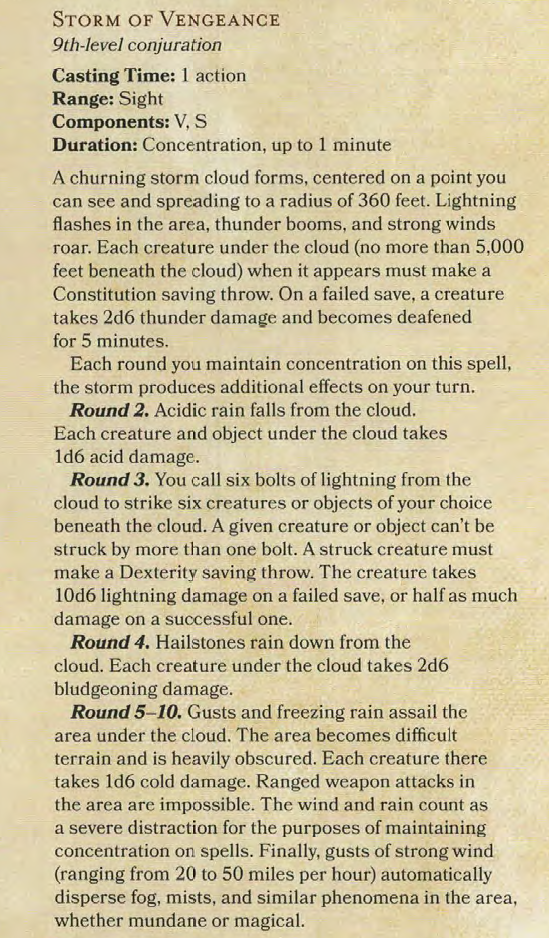 STORM OF VENGEANCE
9th-level conjuration
Casting Time: 1 action
Range: Sight
Components: V, S
Duration: Concentration, up to 1 minute
A churning storm cloud forms, centered on a point you
can see and spreading to a radius of 360 feet. Lightning
flashes in the area, thunder booms, and strong winds
roar. Each creature under the cloud (no more than 5,000
feet beneath the cloud) when it appears must make a
Constitution saving throw. On a failed save, a creature
takes 2d6 thunder damage and becomes deafened
for 5 minutes.
Each round you maintain concentration on this spell,
the storm produces additional effects on your turn.
Round 2. Acidic rain falls from the cloud.
Each creature and object under the cloud takes
1d6 acid damage.
Round 3. You call six bolts of lightning from the
cloud to strike six creatures or objects of your choice
beneath the cloud. A given creature or object can't be
struck by more than one bolt. A struck creature must
make a Dexterity saving throw. The creature takes
10d6 lightning damage on a failed save, or half as much
damage on a successful one.
Round 4. Hailstones rain down from the
cloud. Each creature under the cloud takes 2d6
bludgeoning damage.
Round 5–10. Gusts and freezing rain assail the
area under the cloud. The area becomes difficult
terrain and is heavily obscured. Each creature there
takes 1d6 cold damage. Ranged weapon attacks in
the area are impossible. The wind and rain count as
a severe distraction for the purposes of maintaining
concentration on spells. Finally, gusts of strong wind
(ranging from 20 to 50 miles per hour) automatically
disperse fog, mists, and similar phenomena in the area,
whether mundane or magical.